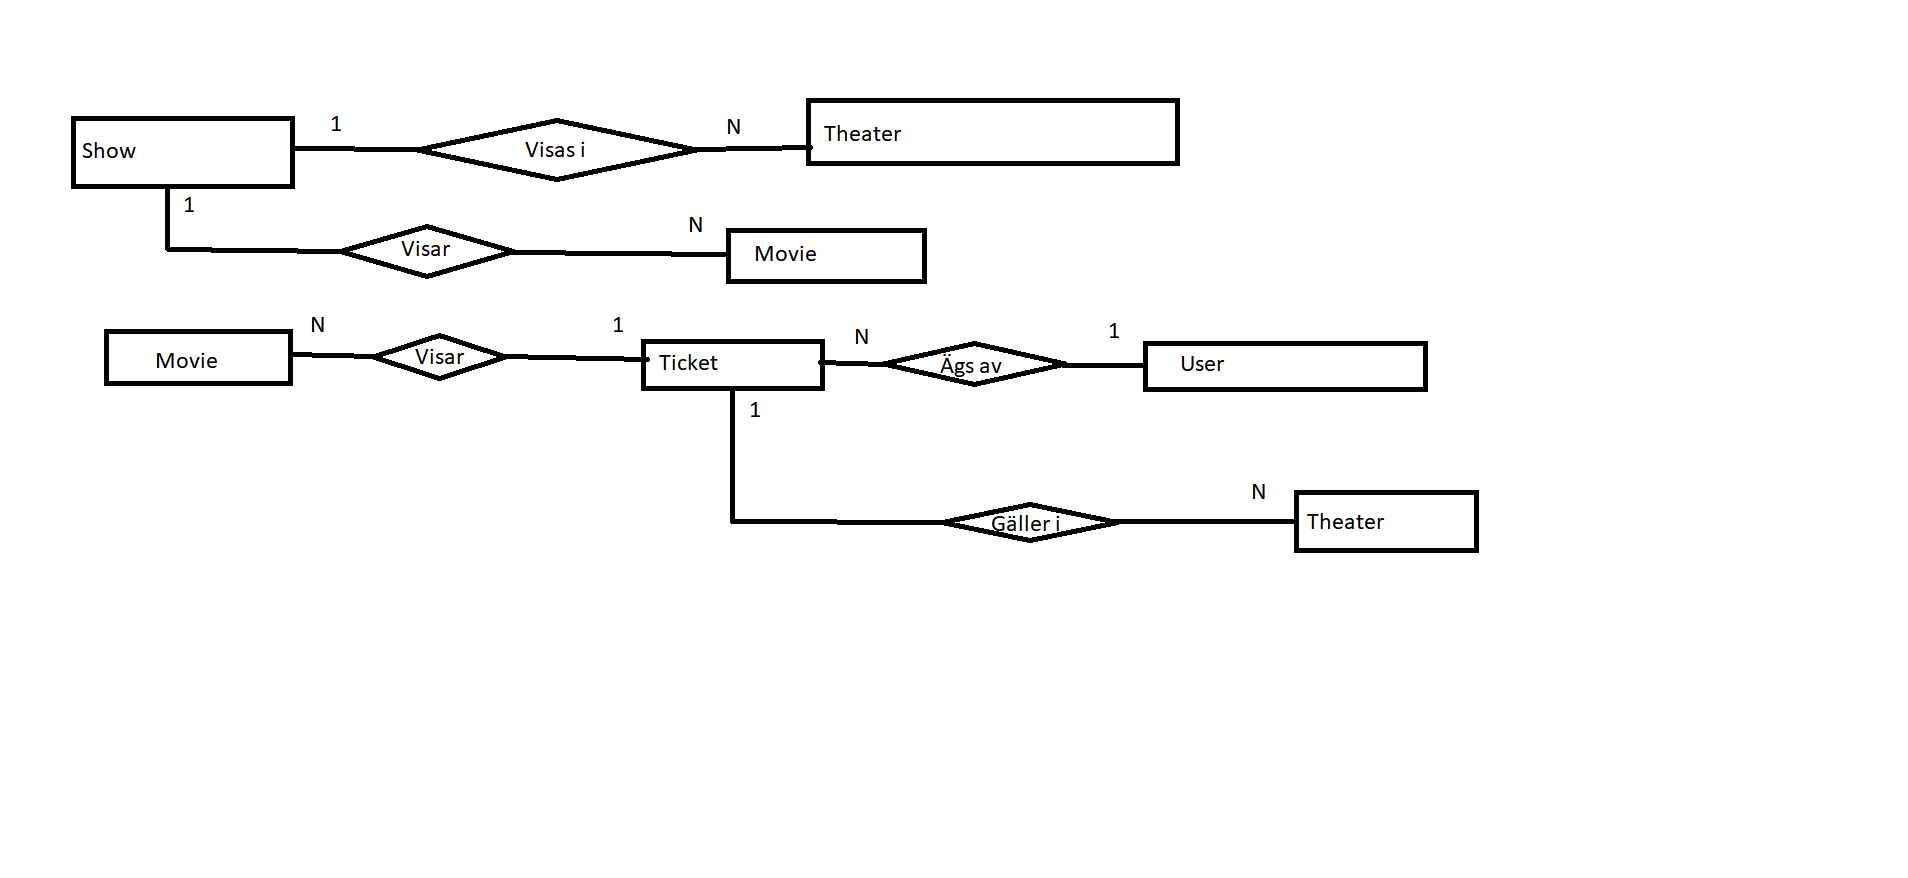 Show
1
Visas i
N
Theater
1
Visar
N
Movie
Movie
N
Visar
1
Ticket
N
Ägs av
1
User
1
Gäller i
N
Theater